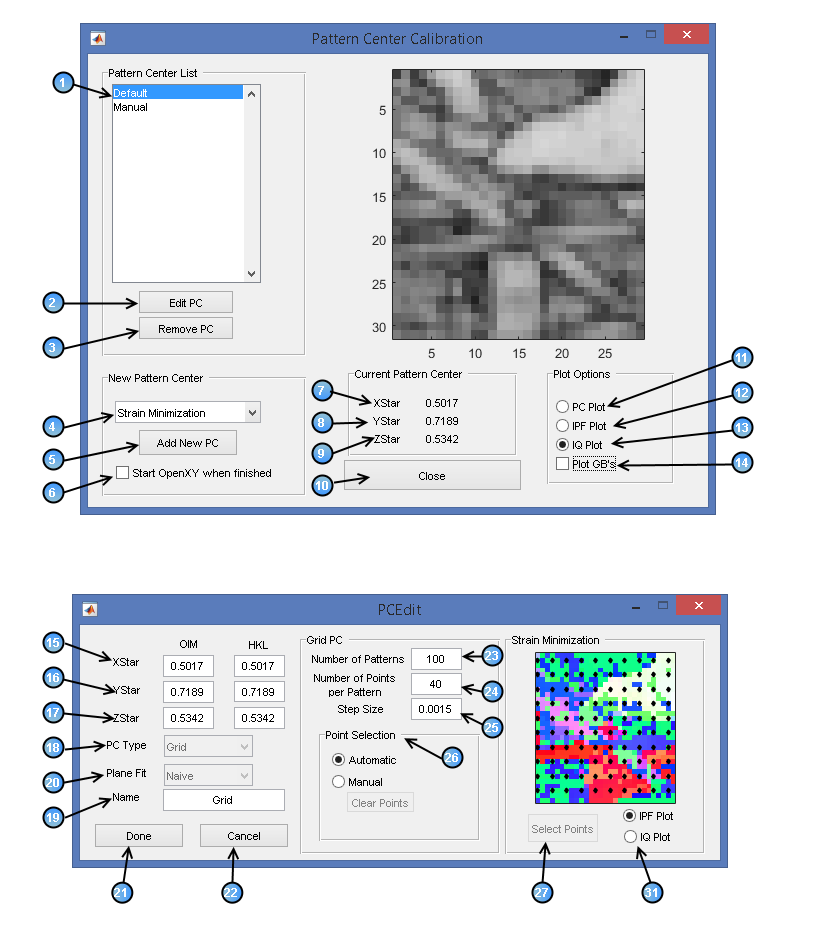 Pattern Center Calibration
Pattern Center List
1
Default
Manual
2
Edit PC
3
Remove PC
5
10
15
20
25
30
5
10
15
20
25
New Pattern Center
4
Strain Minimization
5
Add New PC
6
Start OpenXY when finished
Current Pattern Center
7
XStar 0.5017
8
YStar 0.7189
9
ZStar 0.5342
10
Close
Plot Options
11
PC Plot
12
IPF Plot
13
IQ Plot
14
Plot GB's
PCEdit
OIM HKL
15
XStar 0.5017 0.5017
16
YStar 0.7189 0.7189
17
ZStar 0.5342 0.5342
18
PC Type Grid
20
Plane Fit Naive
19
Name Grid
Done Cancel
21 22
Grid PC
Number of Patterns 100
23
Number of Points
per Pattern 40
24
Step Size 0.0015
25
Point Selection
26
Automatic
Manual
Clear Points
Strain Minimization
Select Points
27
IPF Plot
IQ Plot
31